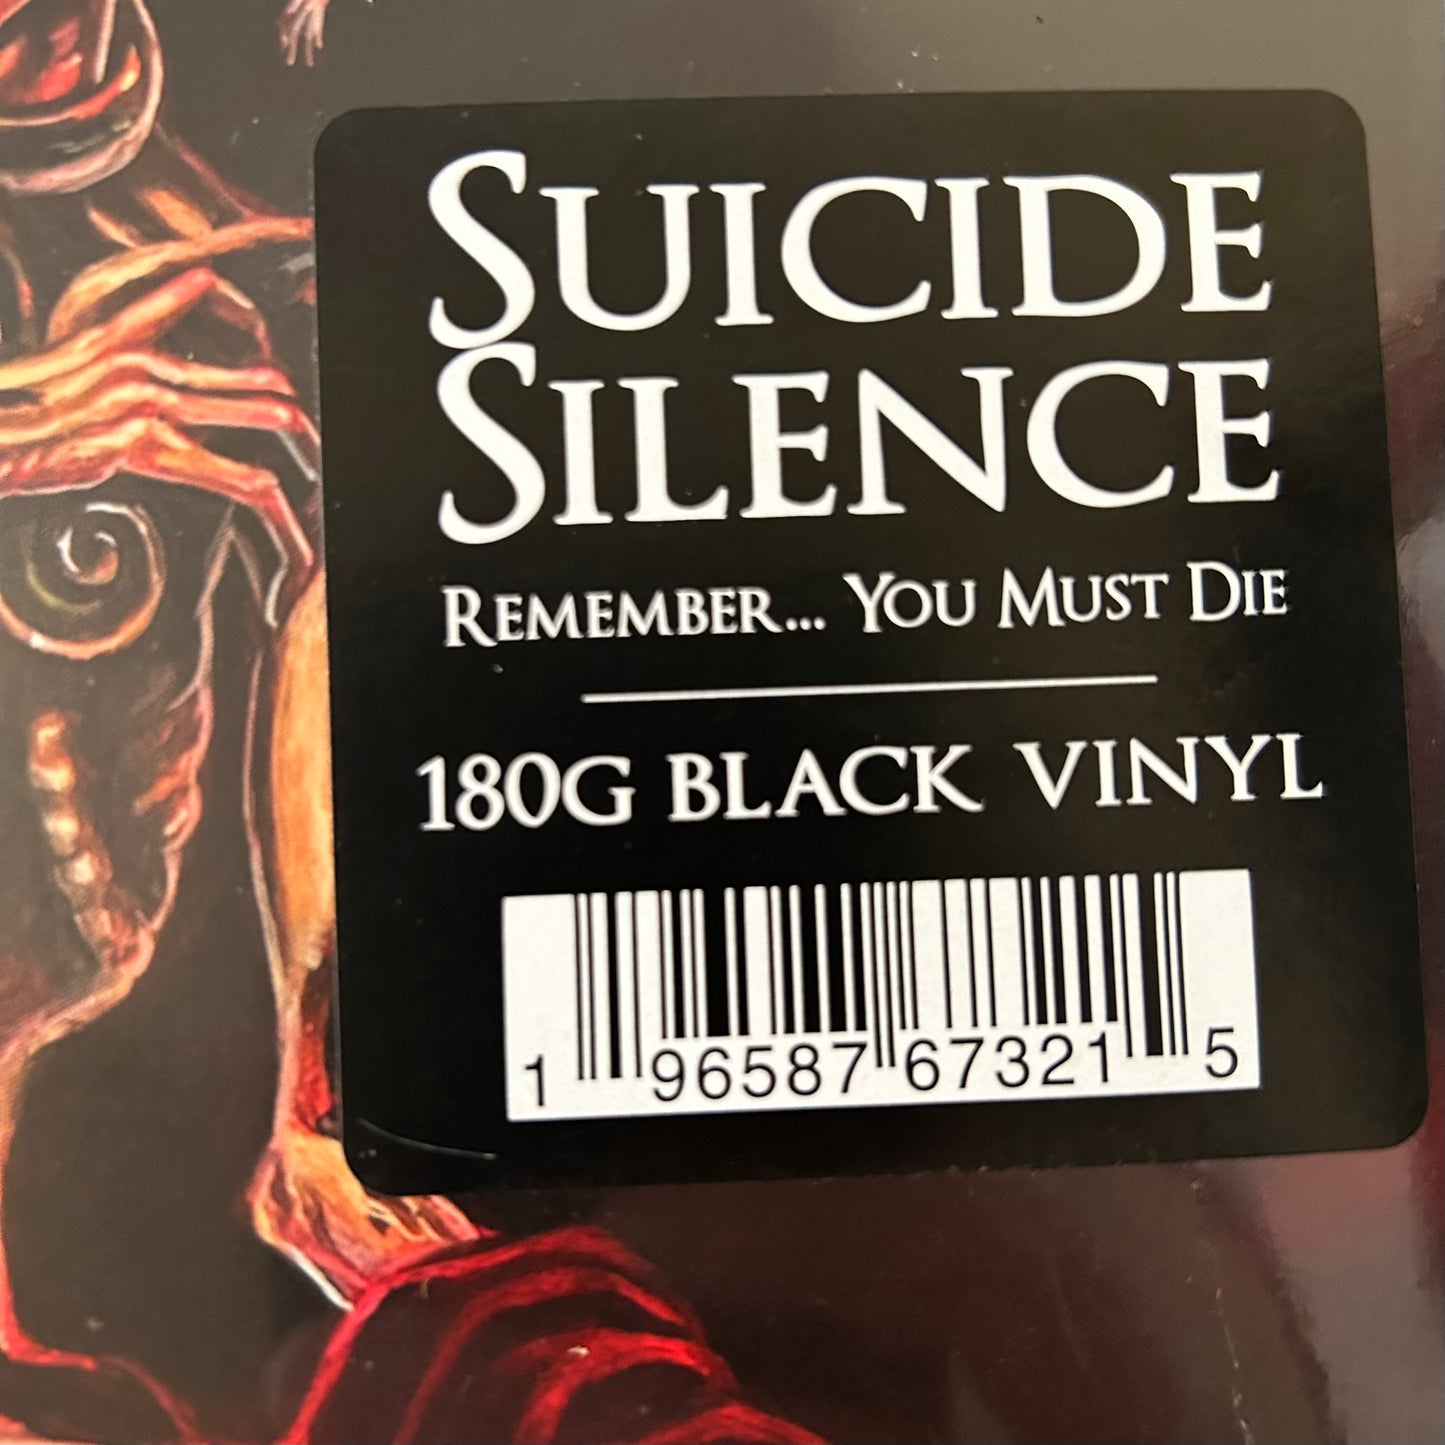 SUICIDE
SILENCE
REMEMBER... YOU MUST DIE
180G BLACK VINYL
1 96587 67321 5